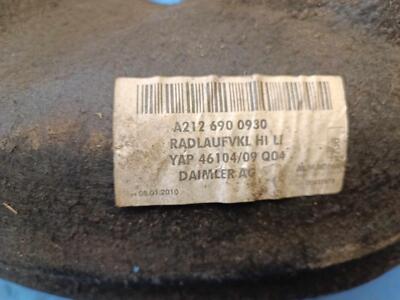 A212 690 0930
RADLAUFVKL HI LI
YAP 46104/09 Q04
DAIMLER AG
08.01.2010